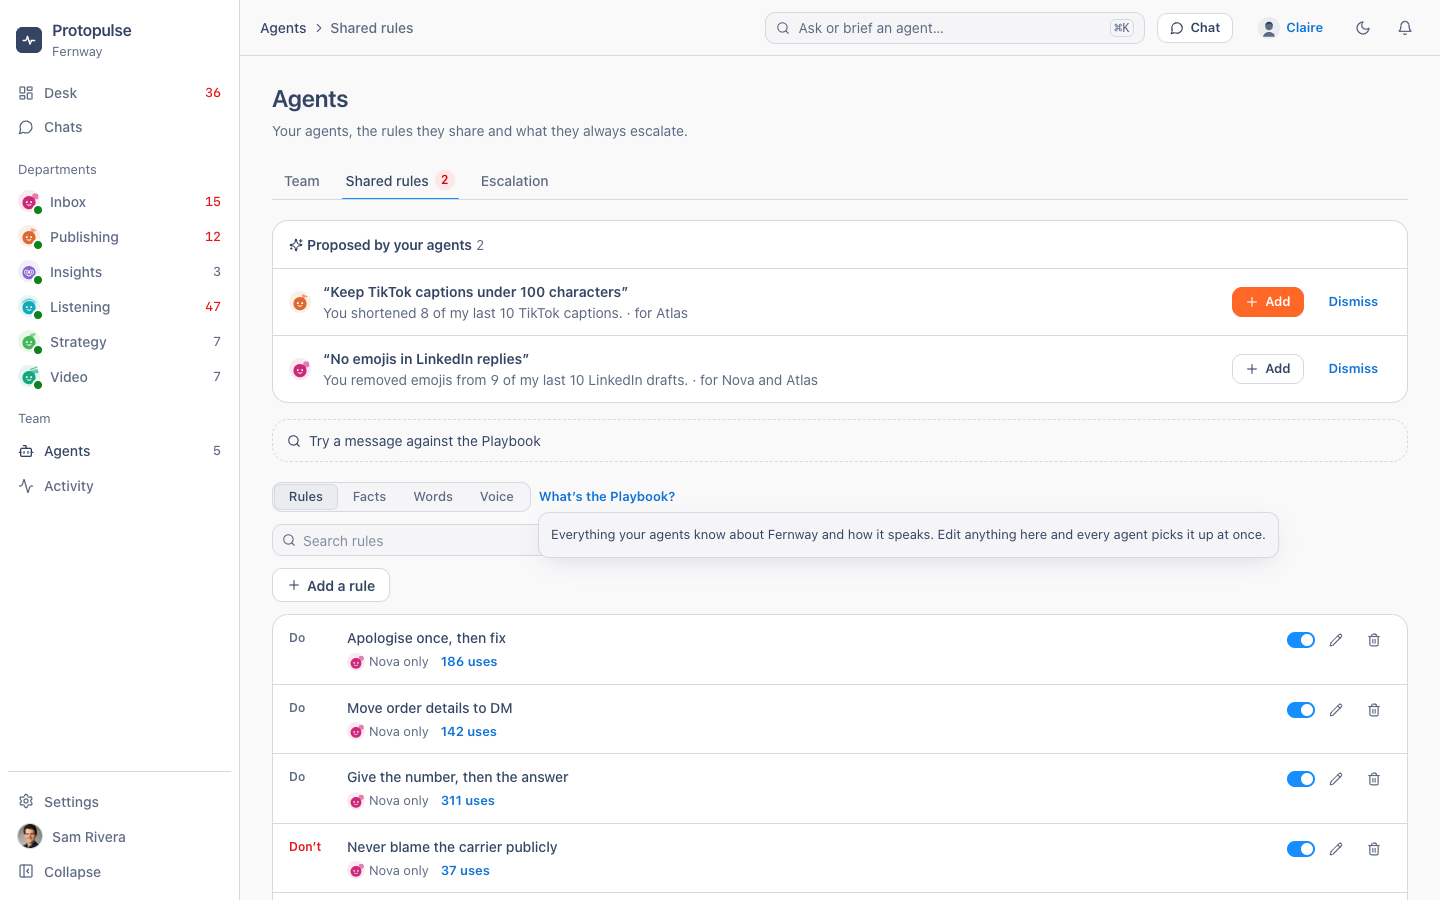 Protopulse
Fernway
Desk 36
Chats
Departments
Inbox 15
Publishing 12
Insights 3
Listening 47
Strategy 7
Video 7
Team
Agents 5
Activity
Settings
Sam Rivera
Collapse
Agents > Shared rules
Ask or brief an agent... ⌘K
Chat
Claire
Agents
Your agents, the rules they share and what they always escalate.
Team Shared rules 2 Escalation
Proposed by your agents 2
“Keep TikTok captions under 100 characters”
You shortened 8 of my last 10 TikTok captions. · for Atlas
+ Add Dismiss
“No emojis in LinkedIn replies”
You removed emojis from 9 of my last 10 LinkedIn drafts. · for Nova and Atlas
+ Add Dismiss
Try a message against the Playbook
Rules Facts Words Voice What’s the Playbook?
Everything your agents know about Fernway and how it speaks. Edit anything here and every agent picks it up at once.
Search rules
+ Add a rule
Do Apologise once, then fix
Nova only 186 uses
Do Move order details to DM
Nova only 142 uses
Do Give the number, then the answer
Nova only 311 uses
Don’t Never blame the carrier publicly
Nova only 37 uses